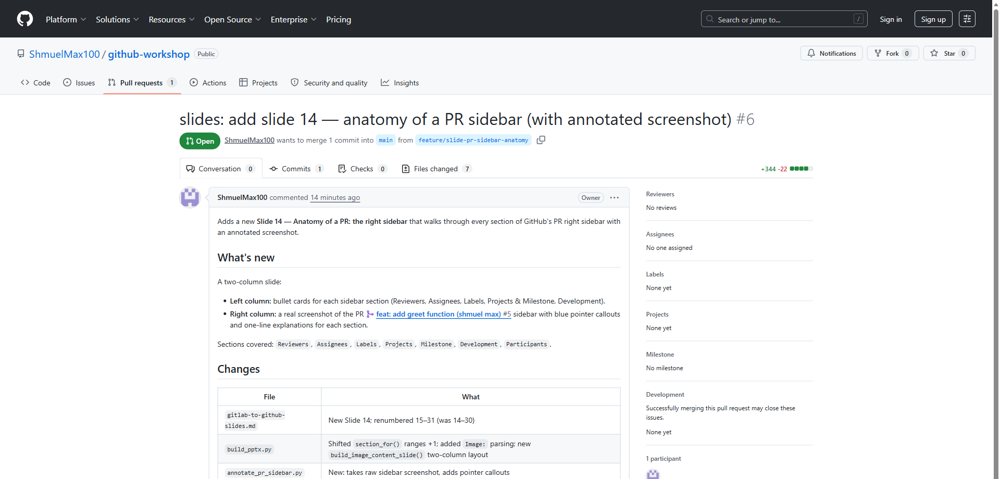 Platform Solutions Resources Open Source Enterprise Pricing Search or jump to... / Sign in Sign up
ShmuelMax100 / github-workshop Public Notifications Fork 0 Star 0
Code Issues Pull requests 1 Actions Projects Security and quality Insights
slides: add slide 14 — anatomy of a PR sidebar (with annotated screenshot) #6
Open ShmuelMax100 wants to merge 1 commit into main from feature/slide-pr-sidebar-anatomy
Conversation 0 Commits 1 Checks 0 Files changed 7 +344 -22
ShmuelMax100 commented 14 minutes ago Owner
Adds a new Slide 14 — Anatomy of a PR: the right sidebar that walks through every section of GitHub's PR right sidebar with
an annotated screenshot.
What's new
A two-column slide:
• Left column: bullet cards for each sidebar section (Reviewers, Assignees, Labels, Projects & Milestone, Development).
• Right column: a real screenshot of the PR feat: add greet function (shmuel max) #5 sidebar with blue pointer callouts
and one-line explanations for each section.
Sections covered: Reviewers, Assignees, Labels, Projects, Milestone, Development, Participants.
Changes
File What
gitlab-to-github-
slides.md
New Slide 14; renumbered 15–31 (was 14–30)
build_pptx.py
Shifted section_for() ranges +1; added Image: parsing; new
build_image_content_slide() two-column layout
annotate_pr_sidebar.py New: takes raw sidebar screenshot, adds pointer callouts
Reviewers
No reviews
Assignees
No one assigned
Labels
None yet
Projects
None yet
Milestone
No milestone
Development
Successfully merging this pull request may close these
issues.
None yet
1 participant